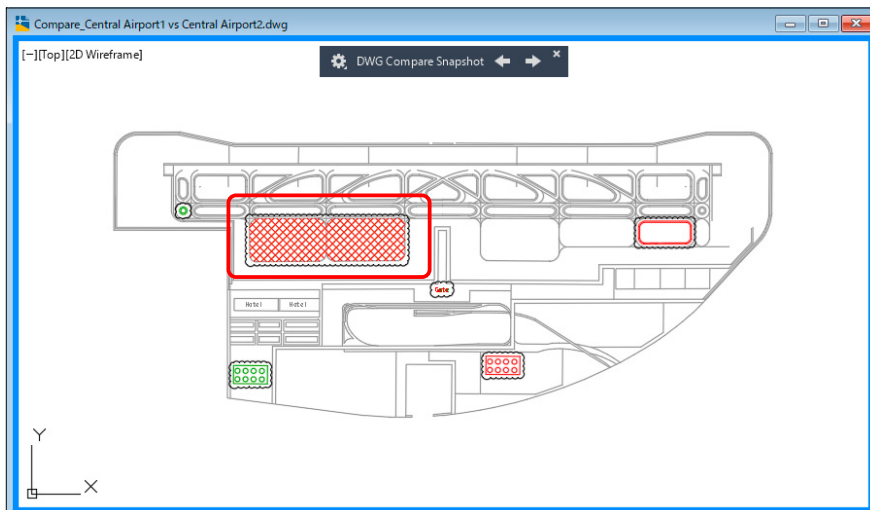 Compare_Central Airport1 vs Central Airport2.dwg
[−][Top][2D Wireframe]
DWG Compare Snapshot
Gate
Hotel Hotel
Y
X